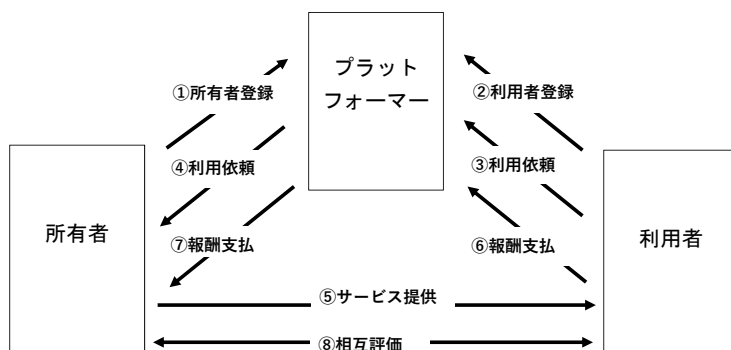 プラット
フォーマー
①所有者登録
②利用者登録
④利用依頼
③利用依頼
所有者
利用者
⑦報酬支払
⑥報酬支払
⑤サービス提供
⑧相互評価